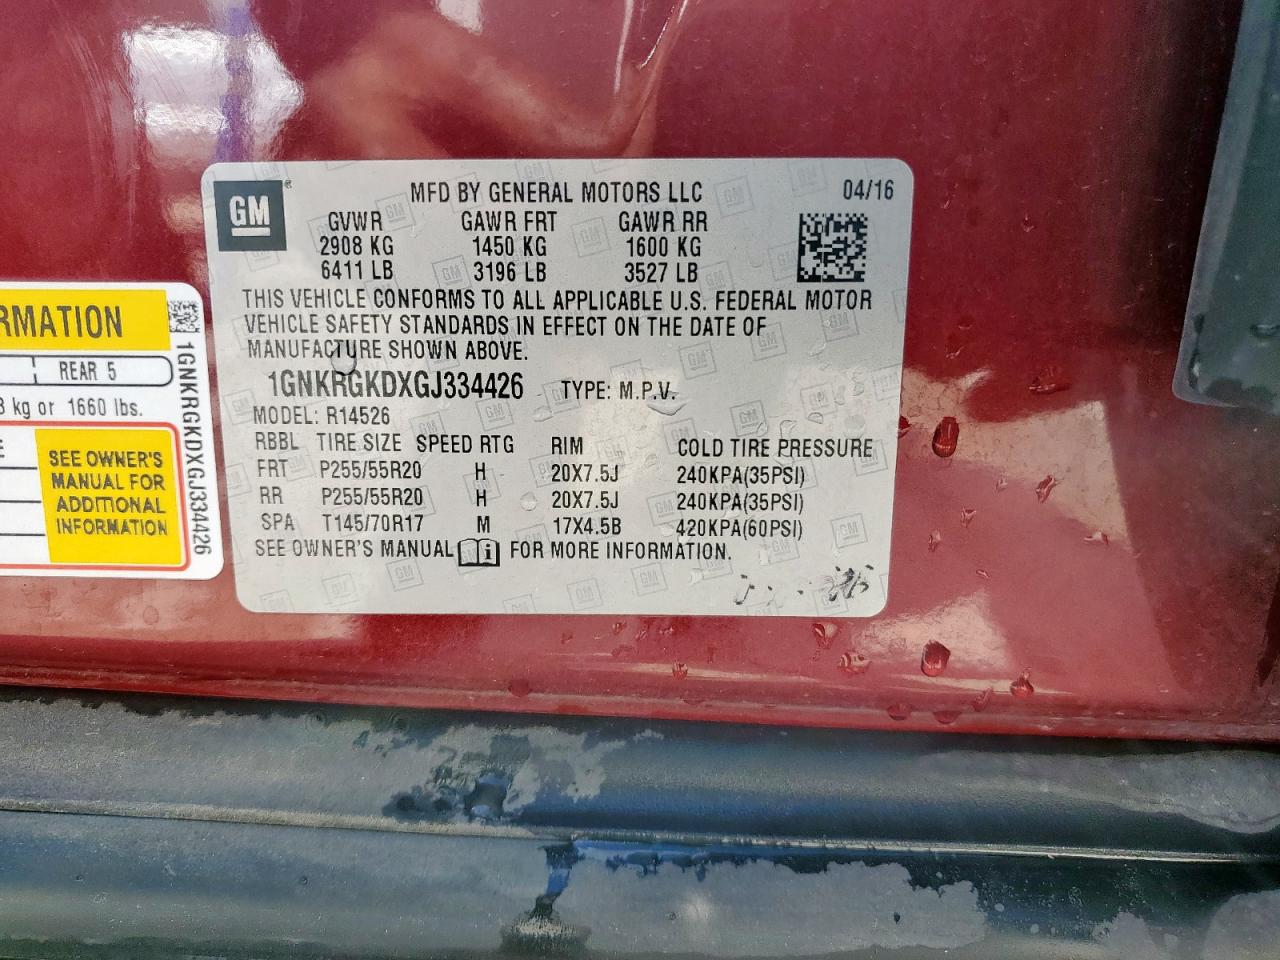 GM
MFD BY GENERAL MOTORS LLC 04/16
GVWR GAWR FRT GAWR RR
2908 KG 1450 KG 1600 KG
6411 LB 3196 LB 3527 LB
THIS VEHICLE CONFORMS TO ALL APPLICABLE U.S. FEDERAL MOTOR
VEHICLE SAFETY STANDARDS IN EFFECT ON THE DATE OF
MANUFACTURE SHOWN ABOVE.
1GNKRGKDXGJ334426 TYPE: M.P.V.
MODEL: R14526
RBBL TIRE SIZE SPEED RTG RIM COLD TIRE PRESSURE
FRT P255/55R20 H 20X7.5J 240KPA(35PSI)
RR P255/55R20 H 20X7.5J 240KPA(35PSI)
SPA T145/70R17 M 17X4.5B 420KPA(60PSI)
SEE OWNER'S MANUAL FOR MORE INFORMATION.
RMATION
REAR 5
kg or 1660 lbs.
SEE OWNER'S
MANUAL FOR
ADDITIONAL
INFORMATION
1GNKRGKDXGJ334426